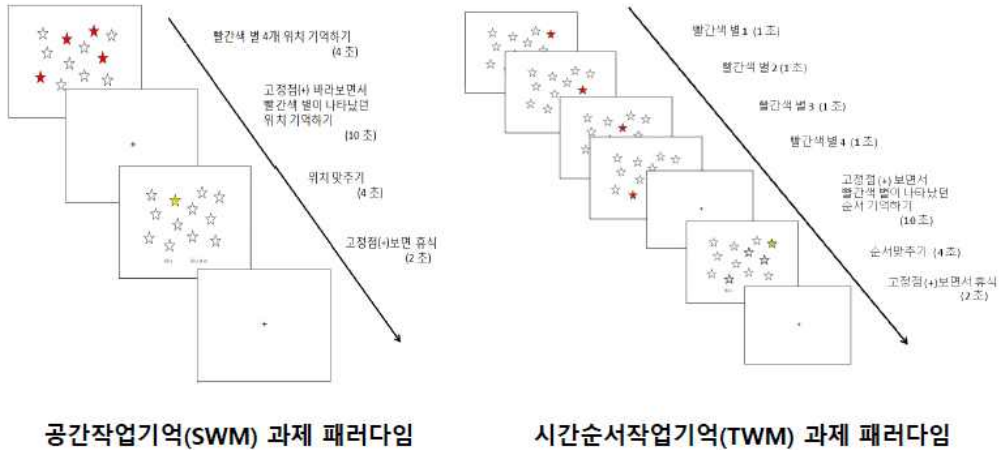 빨간색 별 4개 위치 기억하기
(4 초)
고정점(+) 바라보면서
빨간색 별이 나타났던
위치 기억하기
(10 초)
위치 맞추기
(4 초)
고정점(+)보면 휴식
(2 초)
공간작업기억(SWM) 과제 패러다임
빨간색 별1 (1초)
빨간색 별2 (1초)
빨간색 별3 (1초)
빨간색 별4 (1초)
고정점(+)보면서
빨간색 별이 나타났던
순서 기억하기
(10초)
순서맞추기 (4초)
고정점(+)보면서 휴식
(2초)
시간순서작업기억(TWM) 과제 패러다임